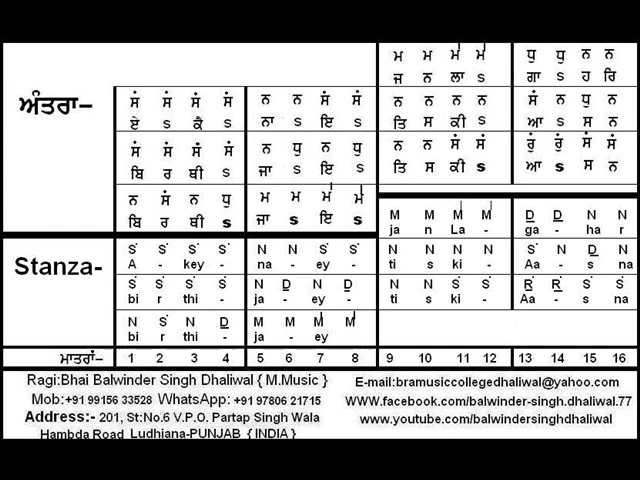 ਮ ਮ ਮ ਮ ਧੁ ਧੁ ਨ ਨ
ਜ ਨ ਲਾ s ਗਾ s ਹ ਰਿ
ਅੰਤਰਾ–
ਸੰ ਸੰ ਸੰ ਸੰ ਨ ਨ ਸੰ ਸੰ ਨ ਨ ਨ ਨ ਸੰ ਨ ਧੁ ਨ
ਏ s ਕੈ s ਨਾ s ਇ s ਤਿ ਸ ਕੀ s ਆ s ਸ ਨ
ਸੰ ਸੰ ਸੰ ਸੰ ਨ ਧੁ ਨ ਧੁ ਨ ਨ ਸੰ ਸੰ ਰੁੰ ਰੁੰ ਸੰ ਸੰ
ਬਿ ਰ ਥੀ s ਜਾ s ਇ s ਤਿ ਸ ਕੀ s ਆ s ਸ ਨ
ਨ ਸੰ ਨ ਧੁ ਮ ਮ ਮ ਮ
ਬਿ ਰ ਥੀ s ਜਾ s ਇ s
M M M M D D N N
ja n La - ga - ha r
Stanza-
Ṡ Ṡ Ṡ Ṡ N N Ṡ Ṡ N N N N Ṡ N D N
A - key - na - ey - ti s ki - Aa - s na
Ṡ Ṡ Ṡ Ṡ N D N D N N Ṡ Ṡ Ṙ Ṙ Ṡ Ṡ
bi r thi - ja - ey - ti s ki - Aa - s na
N Ṡ N D M M M M
bi r thi - ja - ey -
ਮਾਤਰਾਂ- 1 2 3 4 5 6 7 8 9 10 11 12 13 14 15 16
Ragi:Bhai Balwinder Singh Dhaliwal { M.Music } E-mail:bramusiccollegedhaliwal@yahoo.com
Mob:+91 99156 33528 WhatsApp: +91 97806 21715 www.facebook.com/balwinder-singh.dhaliwal.77
Address:- 201, St:No.6 V.P.O. Partap Singh Wala www.youtube.com/balwindersinghdhaliwal
Hambda Road Ludhiana-PUNJAB { INDIA }